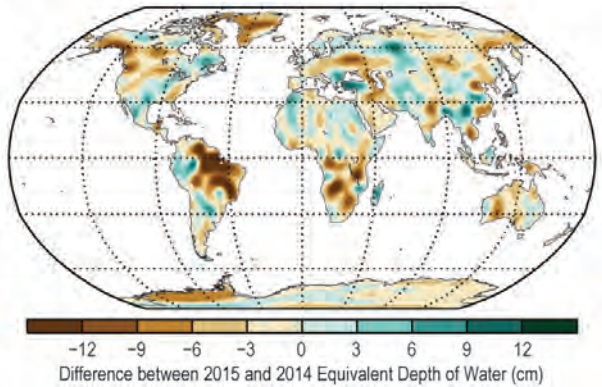 −12 −9 −6 −3 0 3 6 9 12
Difference between 2015 and 2014 Equivalent Depth of Water (cm)